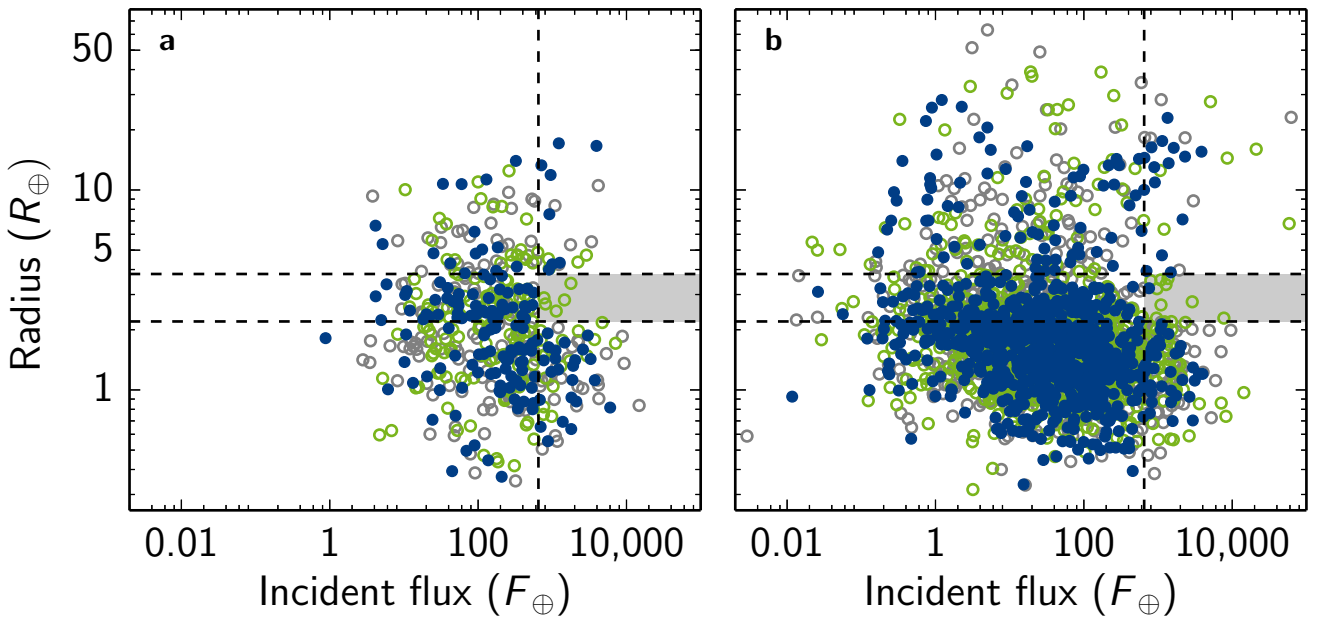 a
b
50
10
5
1
Radius (R⊕)
0.01 1 100 10,000
0.01 1 100 10,000
Incident flux (F⊕)
Incident flux (F⊕)